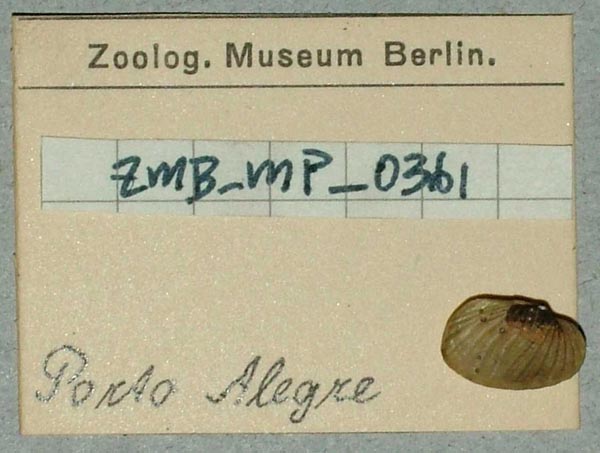 Zoolog. Museum Berlin.
ZMB_MP_0361
Porto Alegre